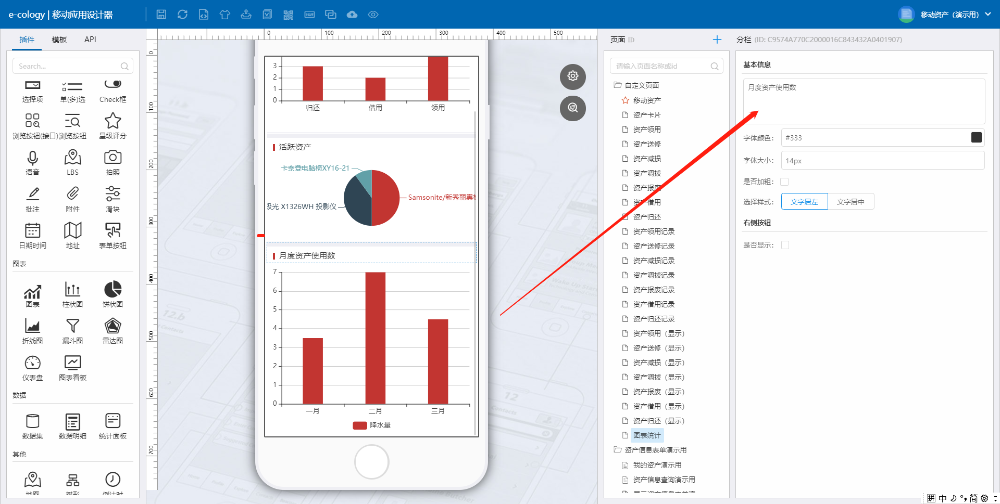 e-cology | 移动应用设计器
移动资产（演示用）
插件 模板 API
Search...
选择项 单(多)选 Check框
浏览按钮(接口) 浏览按钮 星级评分
语音 LBS 拍照
批注 附件 滑块
日期时间 地址 表单按钮
图表
图表 柱状图 饼状图
折线图 漏斗图 雷达图
仪表盘 图表看板
数据
数据集 数据明细 统计面板
其他
地图 树形 倒计时
0 100 200 300 400 500
0
100
200
300
400
500
600
700
3
2
1
0
归还 借用 领用
活跃资产
卡奈登电脑椅XY16-21
Samsonite/新秀丽黑
极光 X1326WH 投影仪
月度资产使用数
7
6
5
4
3
2
1
0
一月 二月 三月
降水量
页面 ID
请输入页面名称或id
自定义页面
移动资产
资产卡片
资产领用
资产送修
资产减损
资产调拨
资产报废
资产借用
资产归还
资产领用记录
资产送修记录
资产减损记录
资产调拨记录
资产报废记录
资产借用记录
资产归还记录
资产领用（显示）
资产送修（显示）
资产减损（显示）
资产调拨（显示）
资产报废（显示）
资产借用（显示）
资产归还（显示）
图表统计
资产信息表单演示用
我的资产演示用
资产信息查询演示用
分栏 (ID: C9574A770C2000016C843432A0401907)
基本信息
月度资产使用数
字体颜色： #333
字体大小： 14px
是否加粗：
选择样式： 文字居左 文字居中
右侧按钮
是否显示：
拼 中 简